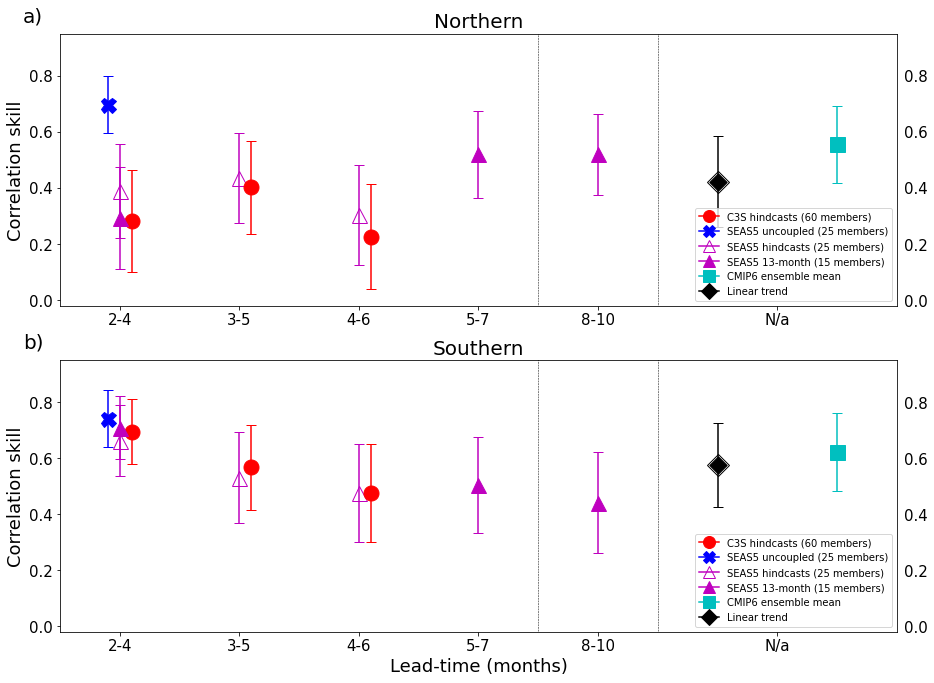 a)
Northern
Correlation skill
0.8 0.8
0.6 0.6
0.4 0.4
0.2 0.2
0.0 0.0
C3S hindcasts (60 members)
SEAS5 uncoupled (25 members)
SEAS5 hindcasts (25 members)
SEAS5 13-month (15 members)
CMIP6 ensemble mean
Linear trend
2-4 3-5 4-6 5-7 8-10 N/a
b)
Southern
Correlation skill
0.8 0.8
0.6 0.6
0.4 0.4
0.2 0.2
0.0 0.0
C3S hindcasts (60 members)
SEAS5 uncoupled (25 members)
SEAS5 hindcasts (25 members)
SEAS5 13-month (15 members)
CMIP6 ensemble mean
Linear trend
2-4 3-5 4-6 5-7 8-10 N/a
Lead-time (months)